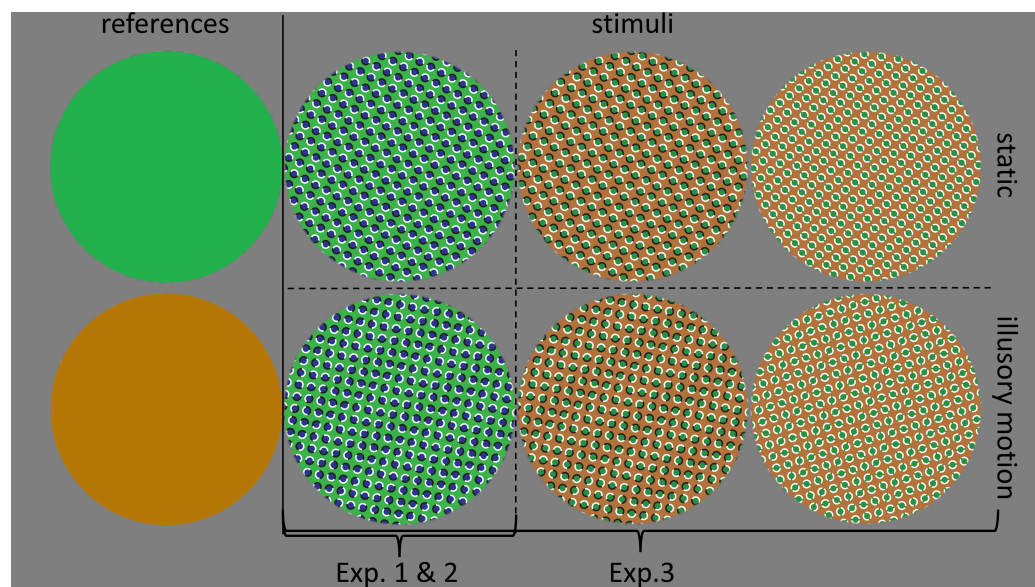 references
stimuli
static
illusory motion
Exp. 1 & 2
Exp.3